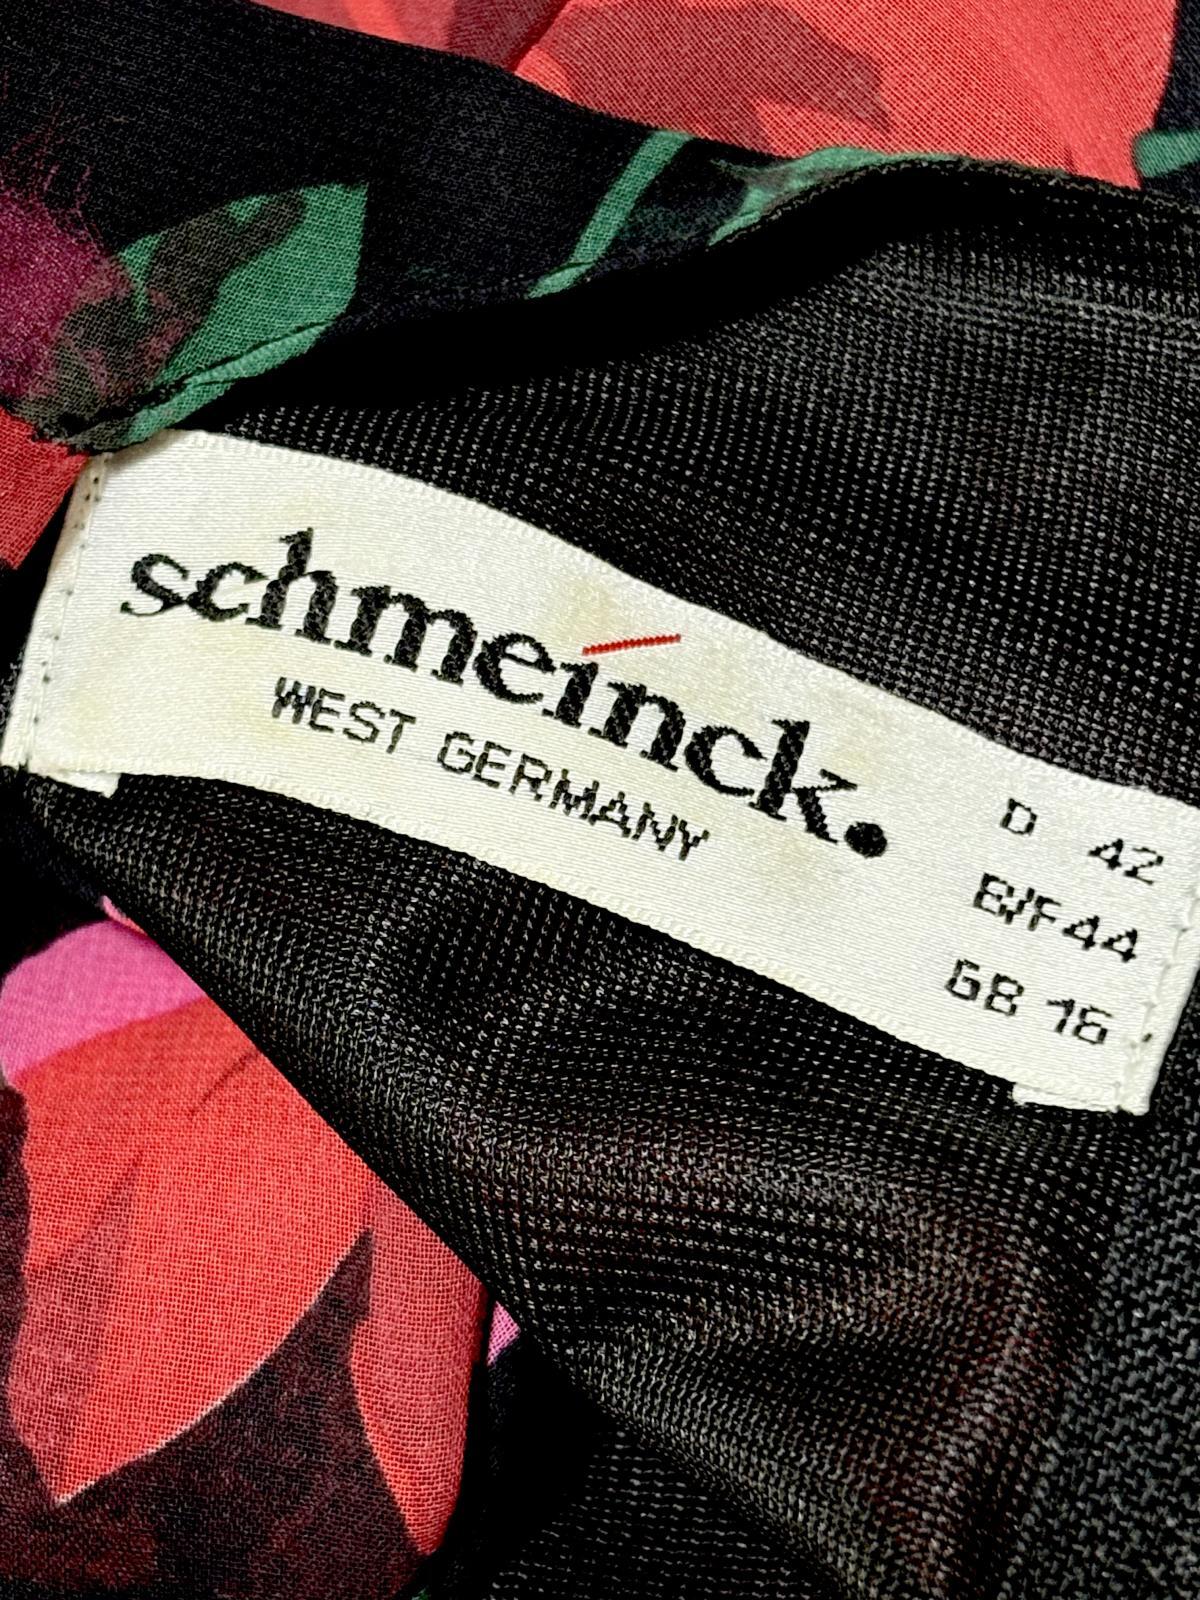 schmeinck.
WEST GERMANY
D 42
B/F 44
GB 16